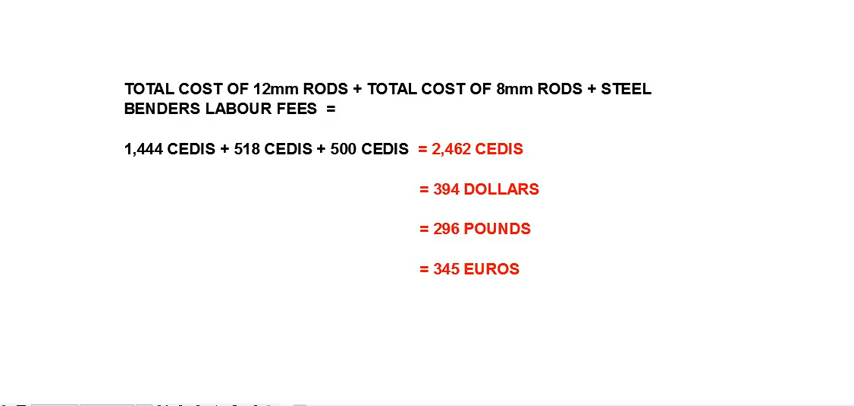 TOTAL COST OF 12mm RODS + TOTAL COST OF 8mm RODS + STEEL
BENDERS LABOUR FEES =
1,444 CEDIS + 518 CEDIS + 500 CEDIS = 2,462 CEDIS
= 394 DOLLARS
= 296 POUNDS
= 345 EUROS